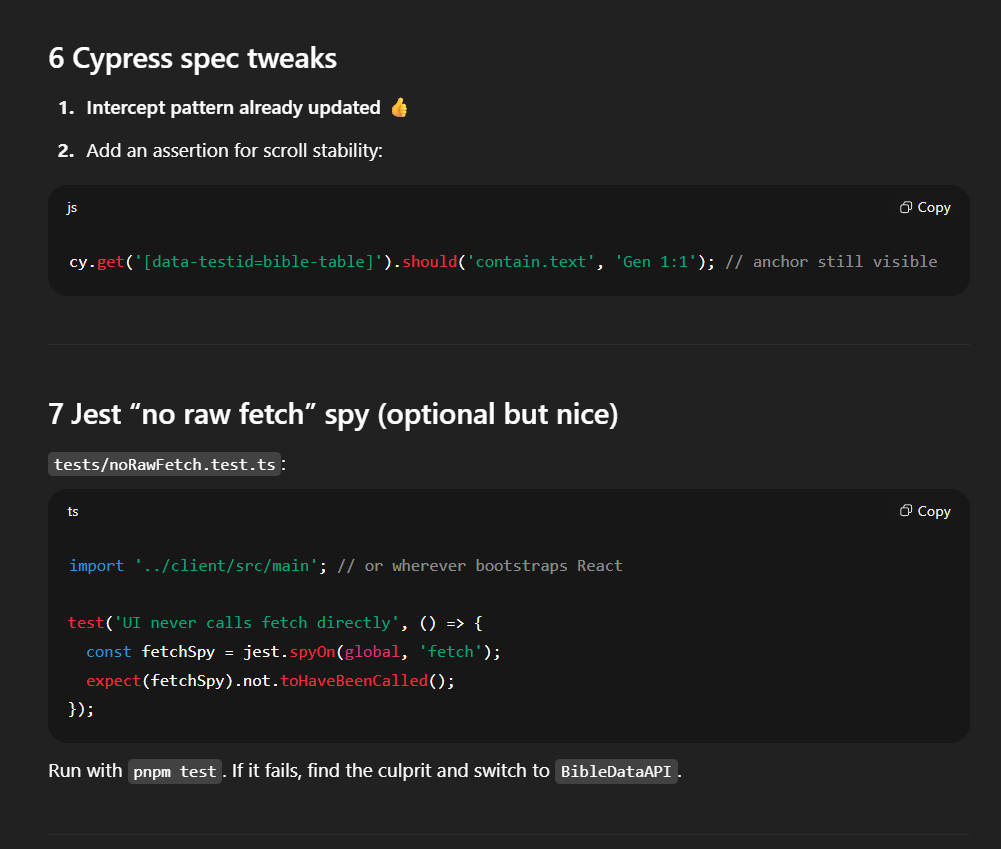 6 Cypress spec tweaks
1. Intercept pattern already updated 👍
2. Add an assertion for scroll stability:
js
Copy
cy.get('[data-testid=bible-table]').should('contain.text', 'Gen 1:1'); // anchor still visible
7 Jest “no raw fetch” spy (optional but nice)
tests/noRawFetch.test.ts:
ts
Copy
import '../client/src/main'; // or wherever bootstraps React
test('UI never calls fetch directly', () => {
  const fetchSpy = jest.spyOn(global, 'fetch');
  expect(fetchSpy).not.toHaveBeenCalled();
});
Run with pnpm test. If it fails, find the culprit and switch to BibleDataAPI.